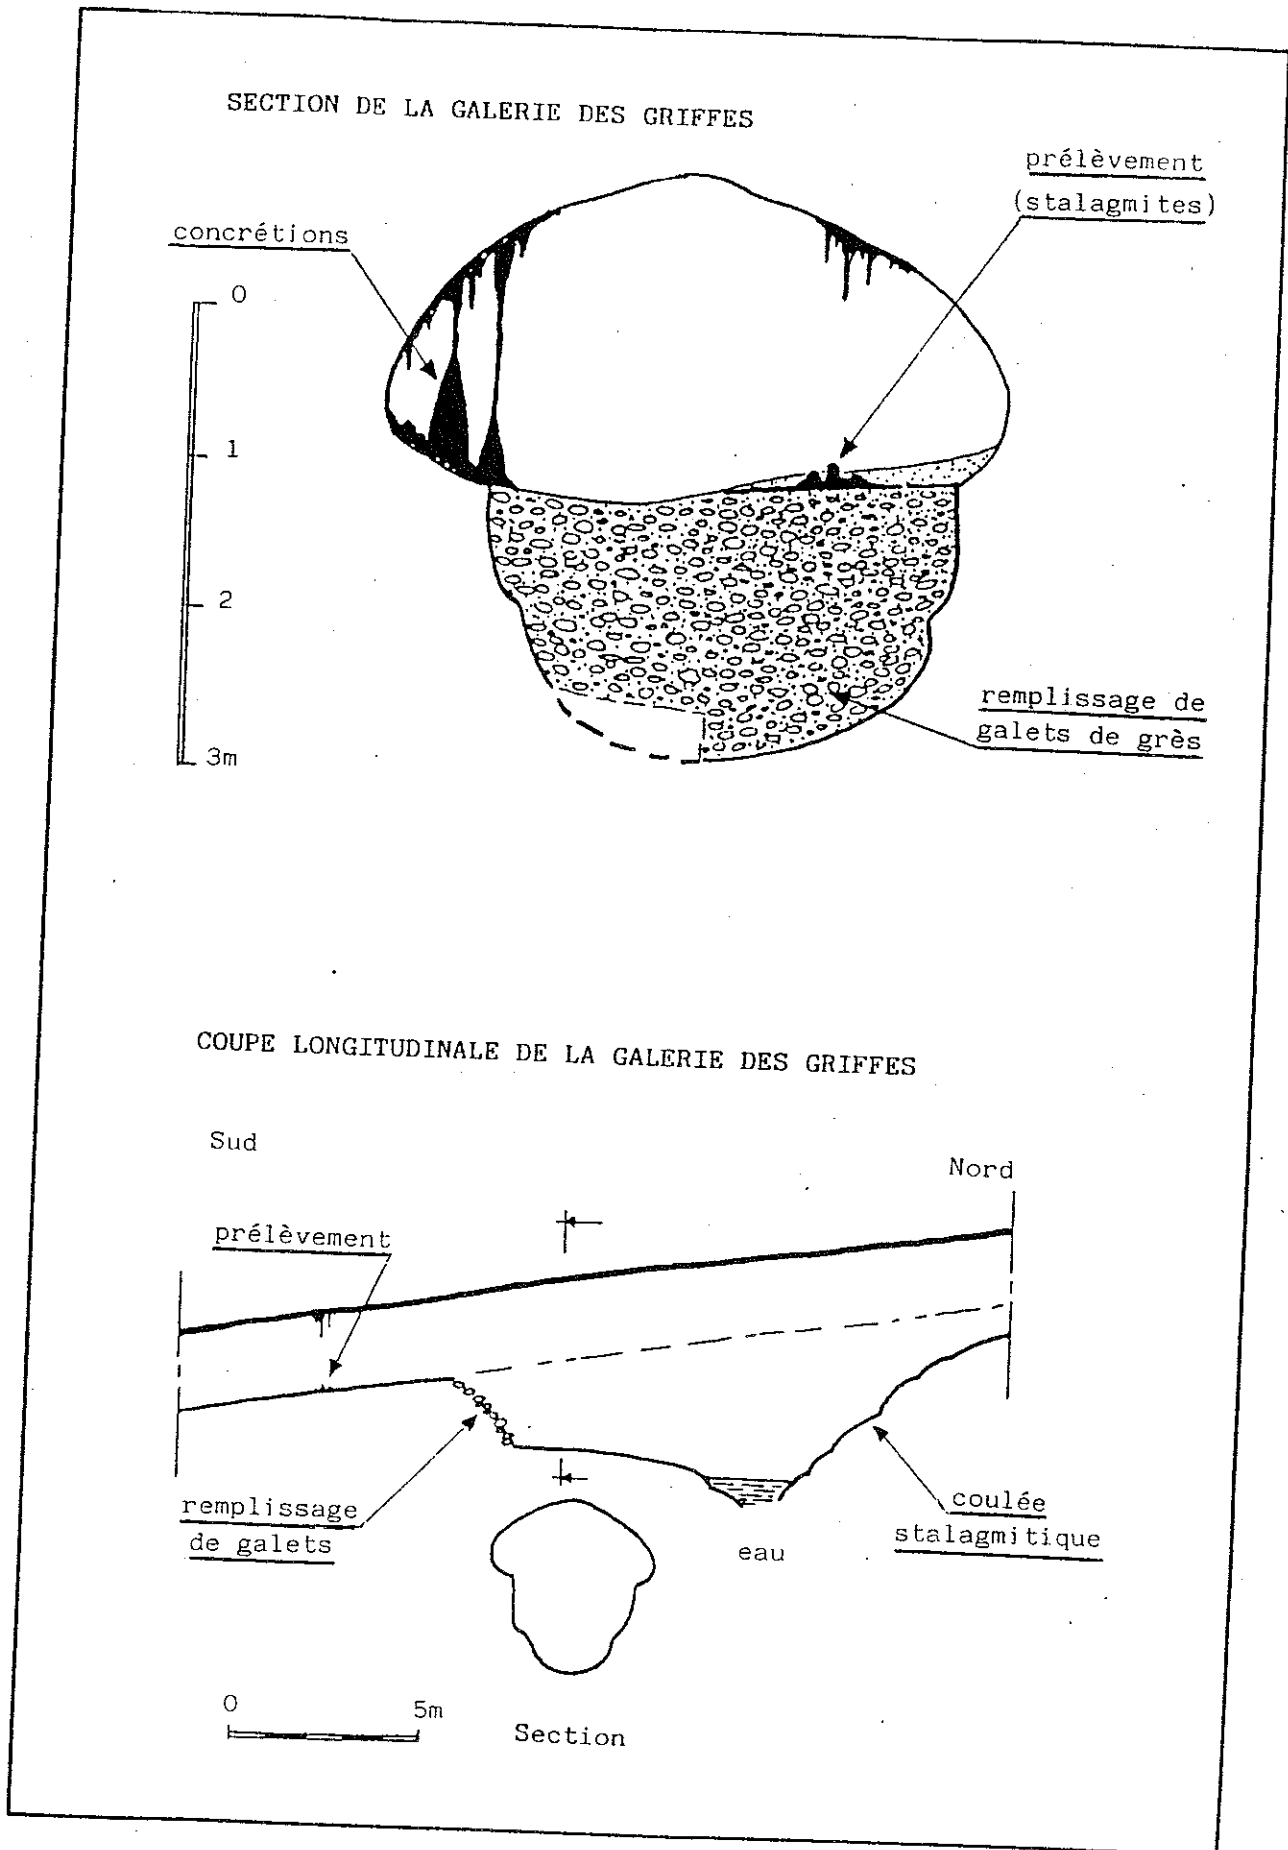 SECTION DE LA GALERIE DES GRIFFES
prélèvement
(stalagmites)
concrétions
0
1
2
3m
remplissage de
galets de grès
COUPE LONGITUDINALE DE LA GALERIE DES GRIFFES
Sud
Nord
prélèvement
remplissage
de galets
eau
coulée
stalagmitique
0
5m
Section